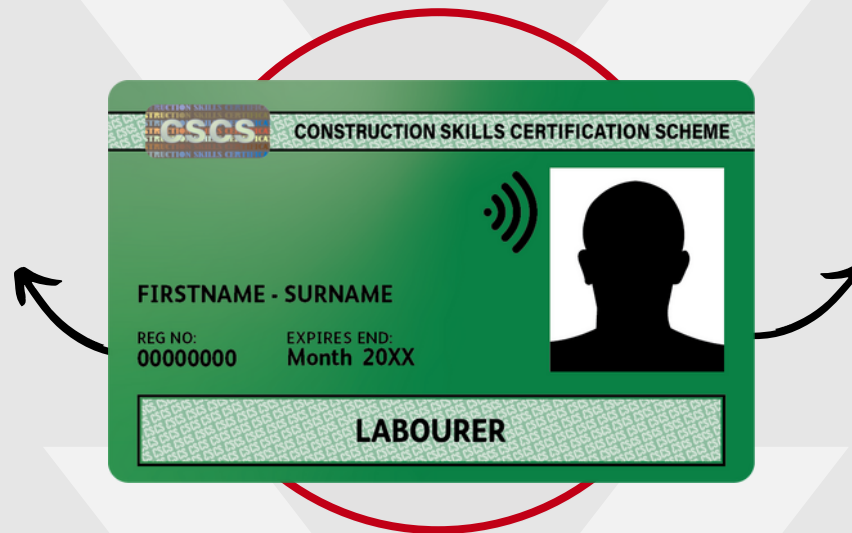 CSCS
CONSTRUCTION SKILLS CERTIFICATION SCHEME
FIRSTNAME - SURNAME
REG NO:
EXPIRES END:
00000000
Month 20XX
LABOURER